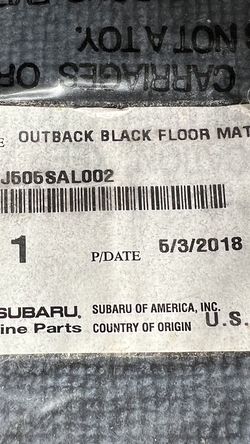 CARRIAGES OR
S NOT A TOY.
E OUTBACK BLACK FLOOR MAT
J505SAL002
1 P/DATE 5/3/2018
SUBARU. SUBARU OF AMERICA, INC.
ine Parts COUNTRY OF ORIGIN U.S.